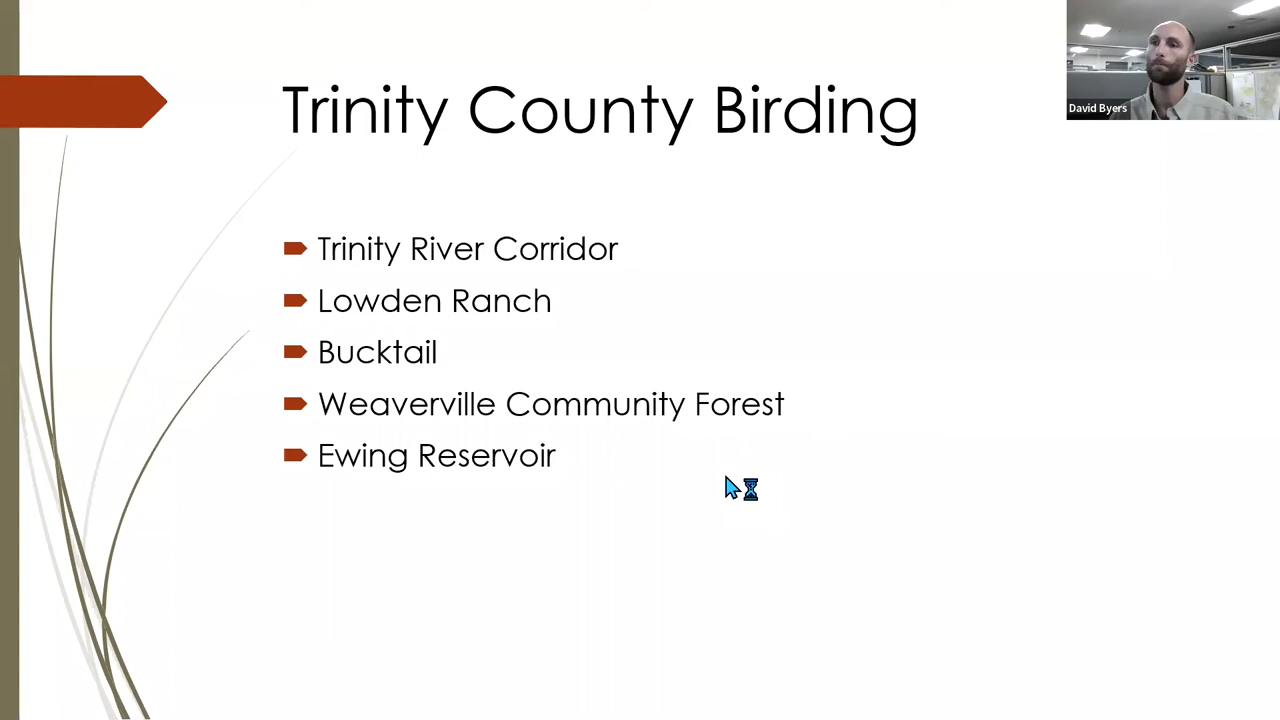 Trinity County Birding
David Byers
Trinity River Corridor
Lowden Ranch
Bucktail
Weaverville Community Forest
Ewing Reservoir